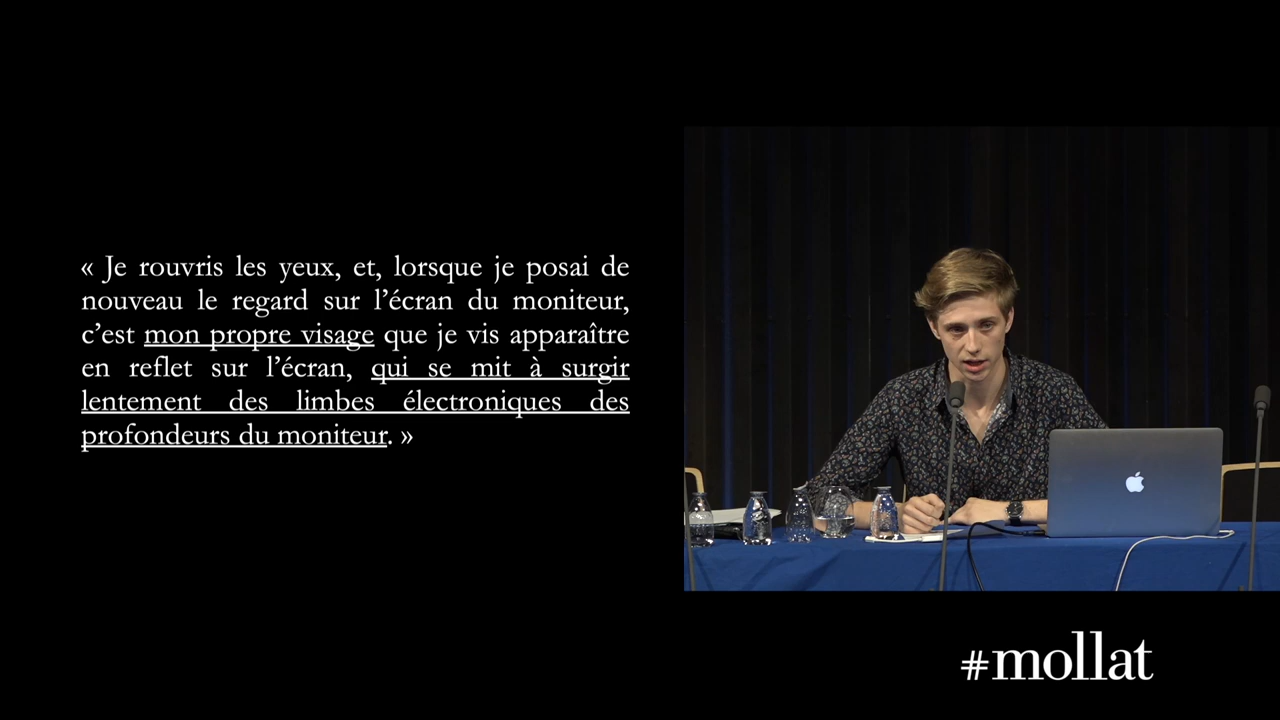 « Je rouvris les yeux, et, lorsque je posai de
nouveau le regard sur l’écran du moniteur,
c’est mon propre visage que je vis apparaître
en reflet sur l’écran, qui se mit à surgir
lentement des limbes électroniques des
profondeurs du moniteur. »
#mollat